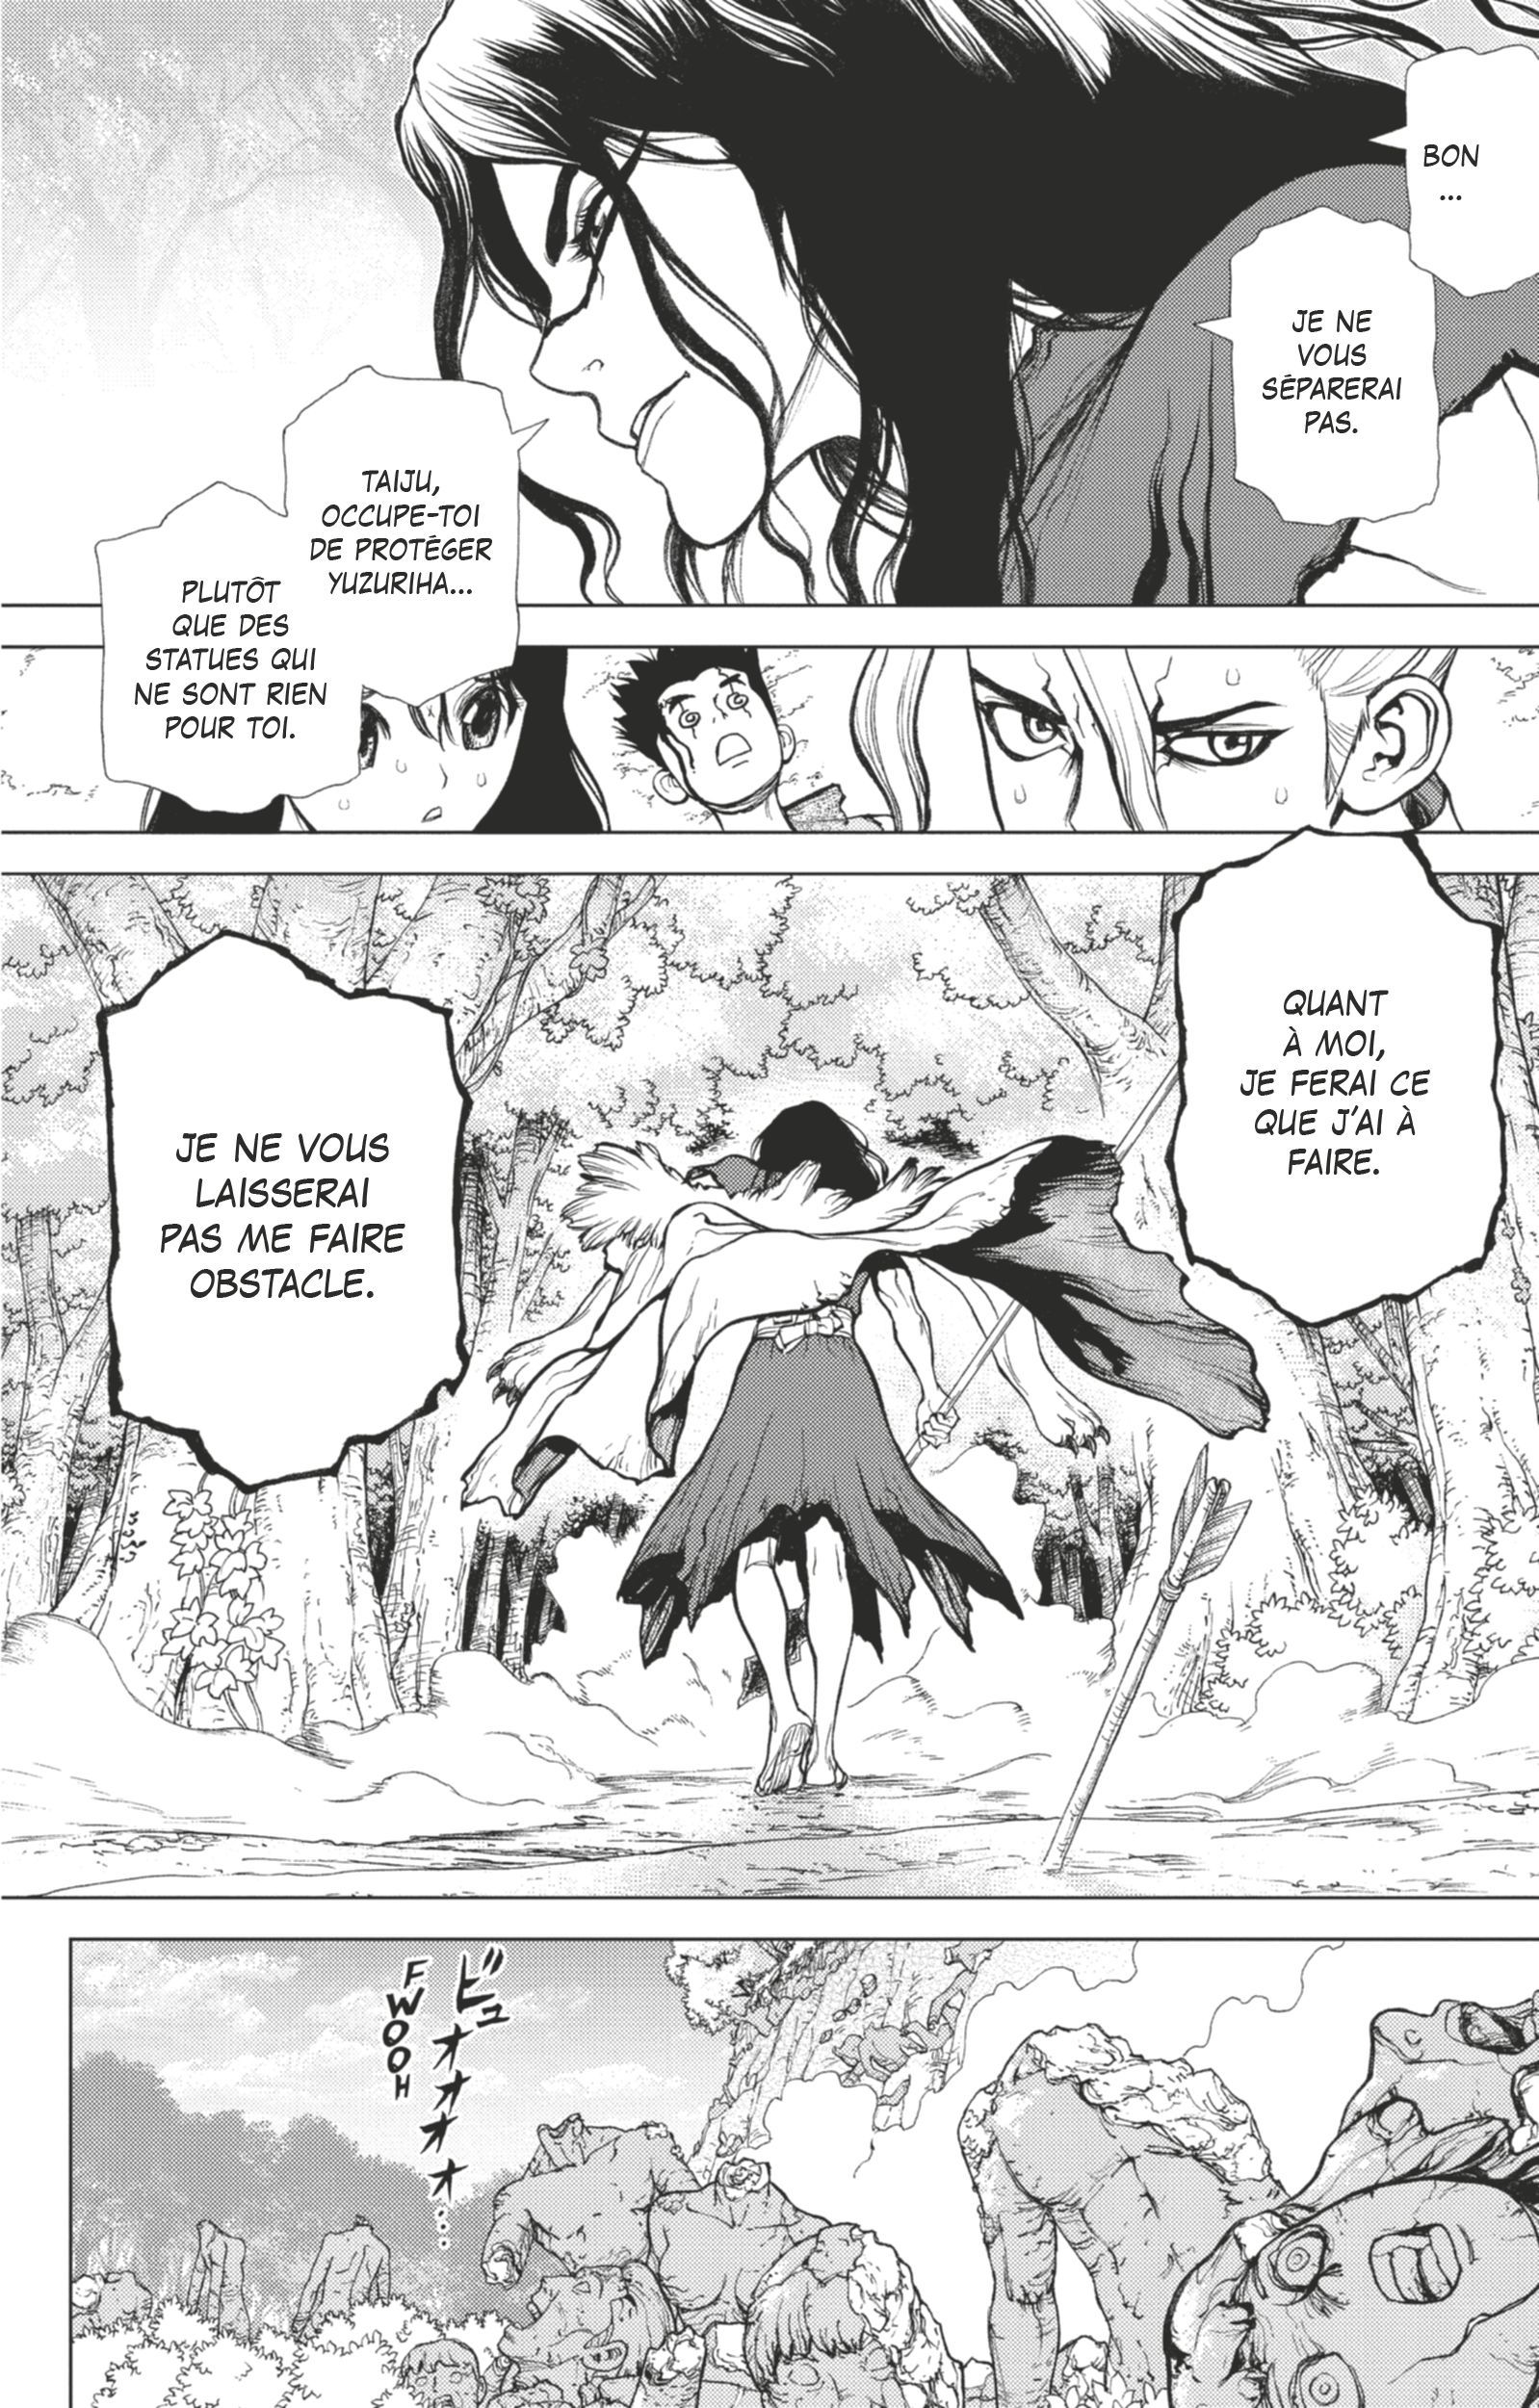 BON
...
JE NE
VOUS
SÉPARERAI
PAS.
TAIJU,
OCCUPE-TOI
DE PROTÉGER
YUZURIHA...
PLUTÔT
QUE DES
STATUES QUI
NE SONT RIEN
POUR TOI.
QUANT
À MOI,
JE FERAI CE
QUE J'AI À
FAIRE.
JE NE VOUS
LAISSERAI
PAS ME FAIRE
OBSTACLE.
ビュオオオオ...
FWOOH